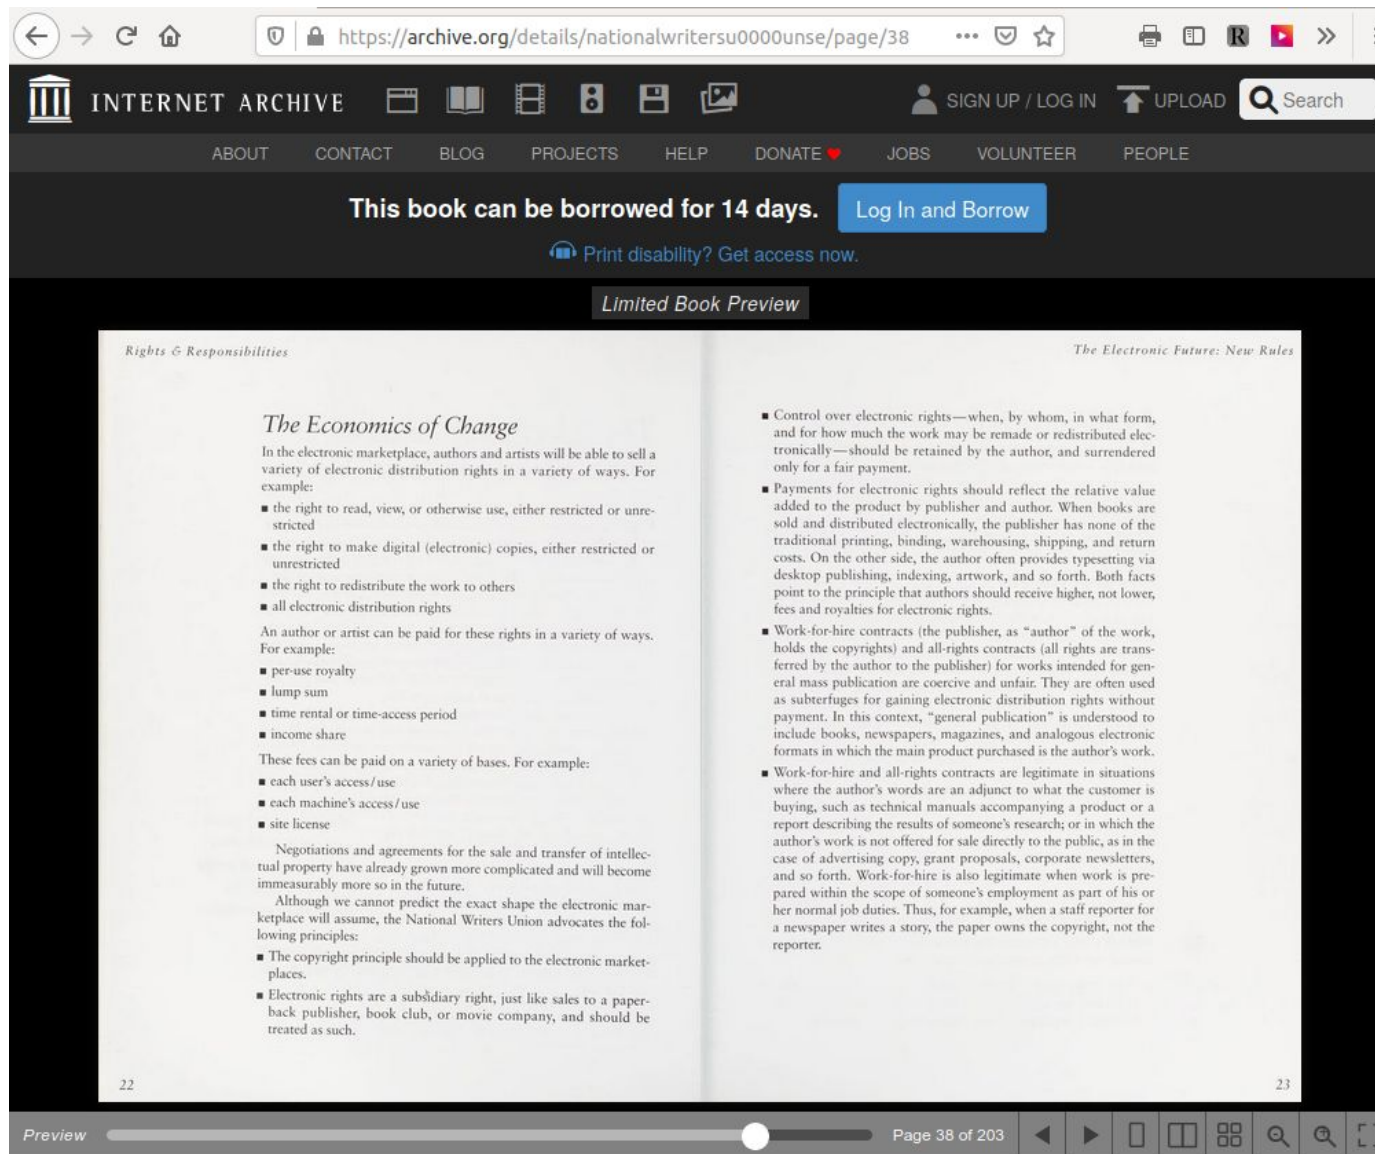 https://archive.org/details/nationalwritersu0000unse/page/38
INTERNET ARCHIVE
SIGN UP / LOG IN
UPLOAD
Search
ABOUT CONTACT BLOG PROJECTS HELP DONATE JOBS VOLUNTEER PEOPLE
This book can be borrowed for 14 days. Log In and Borrow
Print disability? Get access now.
Limited Book Preview
Rights & Responsibilities
The Economics of Change
In the electronic marketplace, authors and artists will be able to sell a
variety of electronic distribution rights in a variety of ways. For
example:
■ the right to read, view, or otherwise use, either restricted or unre-
stricted
■ the right to make digital (electronic) copies, either restricted or
unrestricted
■ the right to redistribute the work to others
■ all electronic distribution rights
An author or artist can be paid for these rights in a variety of ways.
For example:
■ per-use royalty
■ lump sum
■ time rental or time-access period
■ income share
These fees can be paid on a variety of bases. For example:
■ each user's access/use
■ each machine's access/use
■ site license
Negotiations and agreements for the sale and transfer of intellec-
tual property have already grown more complicated and will become
immeasurably more so in the future.
Although we cannot predict the exact shape the electronic mar-
ketplace will assume, the National Writers Union advocates the fol-
lowing principles:
■ The copyright principle should be applied to the electronic market-
places.
■ Electronic rights are a subsidiary right, just like sales to a paper-
back publisher, book club, or movie company, and should be
treated as such.
22
The Electronic Future: New Rules
■ Control over electronic rights—when, by whom, in what form,
and for how much the work may be remade or redistributed elec-
tronically—should be retained by the author, and surrendered
only for a fair payment.
■ Payments for electronic rights should reflect the relative value
added to the product by publisher and author. When books are
sold and distributed electronically, the publisher has none of the
traditional printing, binding, warehousing, shipping, and return
costs. On the other side, the author often provides typesetting via
desktop publishing, indexing, artwork, and so forth. Both facts
point to the principle that authors should receive higher, not lower,
fees and royalties for electronic rights.
■ Work-for-hire contracts (the publisher, as "author" of the work,
holds the copyrights) and all-rights contracts (all rights are trans-
ferred by the author to the publisher) for works intended for gen-
eral mass publication are coercive and unfair. They are often used
as subterfuges for gaining electronic distribution rights without
payment. In this context, "general publication" is understood to
include books, newspapers, magazines, and analogous electronic
formats in which the main product purchased is the author's work.
■ Work-for-hire and all-rights contracts are legitimate in situations
where the author's words are an adjunct to what the customer is
buying, such as technical manuals accompanying a product or a
report describing the results of someone's research; or in which the
author's work is not offered for sale directly to the public, as in the
case of advertising copy, grant proposals, corporate newsletters,
and so forth. Work-for-hire is also legitimate when work is pre-
pared within the scope of someone's employment as part of his or
her normal job duties. Thus, for example, when a staff reporter for
a newspaper writes a story, the paper owns the copyright, not the
reporter.
23
Preview
Page 38 of 203